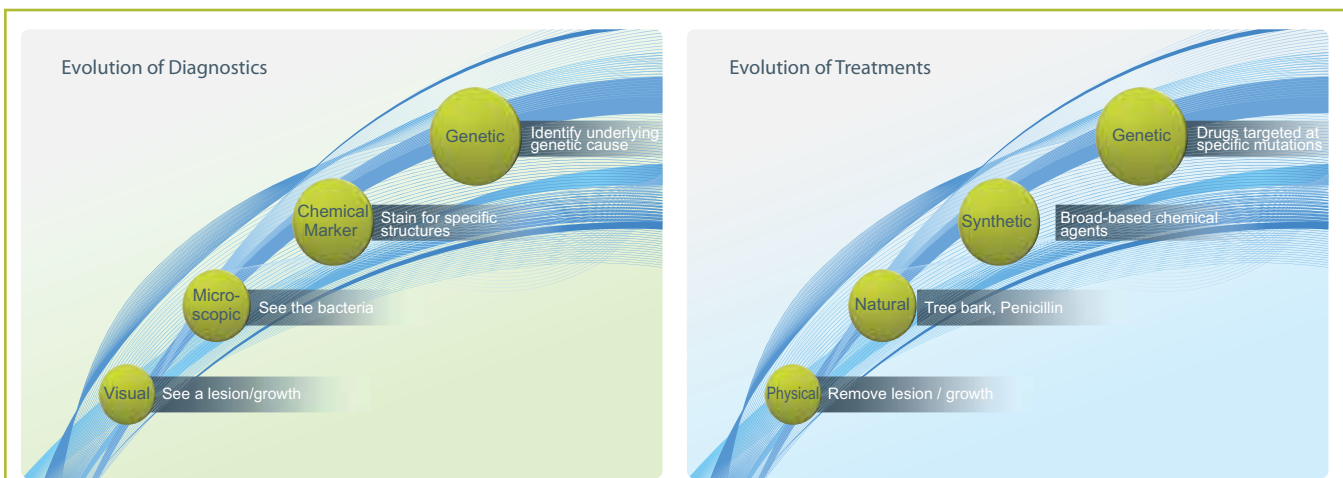 Evolution of Diagnostics
Genetic
Identify underlying
genetic cause
Chemical
Marker
Stain for specific
structures
Micro-
scopic
See the bacteria
Visual
See a lesion/growth
Evolution of Treatments
Genetic
Drugs targeted at
specific mutations
Synthetic
Broad-based chemical
agents
Natural
Tree bark, Penicillin
Physical
Remove lesion / growth